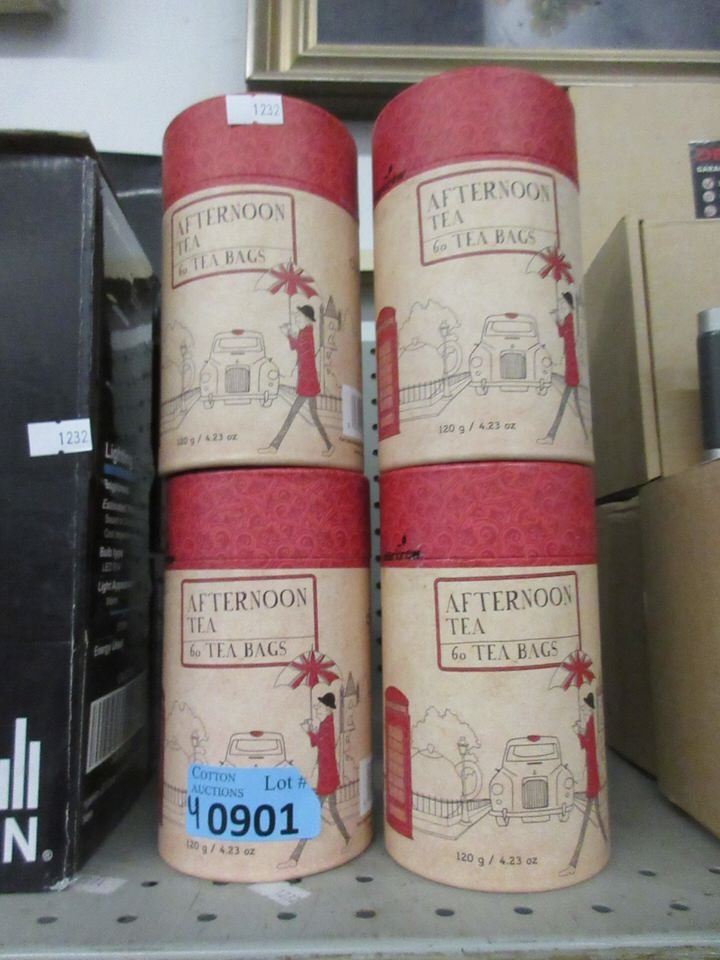 1232
AFTERNOON
TEA
60 TEA BAGS
120 g / 4.23 oz
AFTERNOON
TEA
60 TEA BAGS
120 g / 4.23 oz
1232
AFTERNOON
TEA
60 TEA BAGS
COTTON
AUCTIONS
Lot #
4 0901
120 g / 4.23 oz
AFTERNOON
TEA
60 TEA BAGS
120 g / 4.23 oz
Bulb type
N®